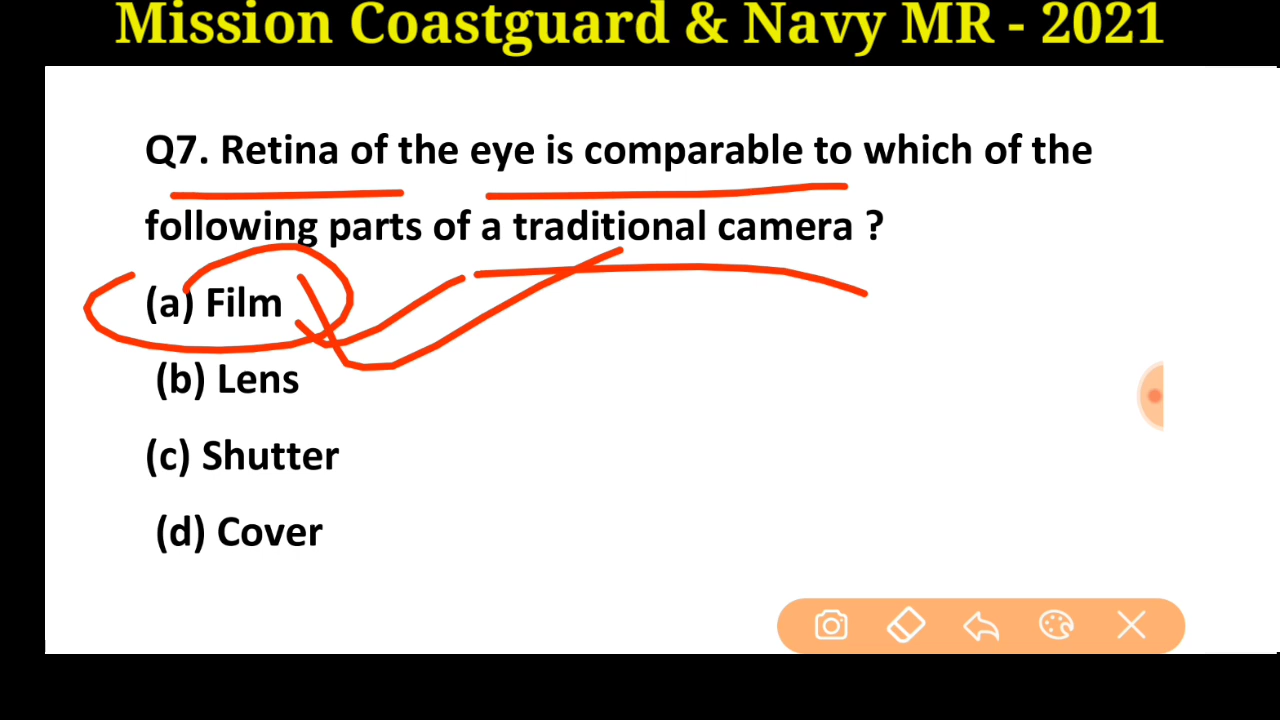 Mission Coastguard & Navy MR - 2021
Q7. Retina of the eye is comparable to which of the
following parts of a traditional camera ?
(a) Film
(b) Lens
(c) Shutter
(d) Cover